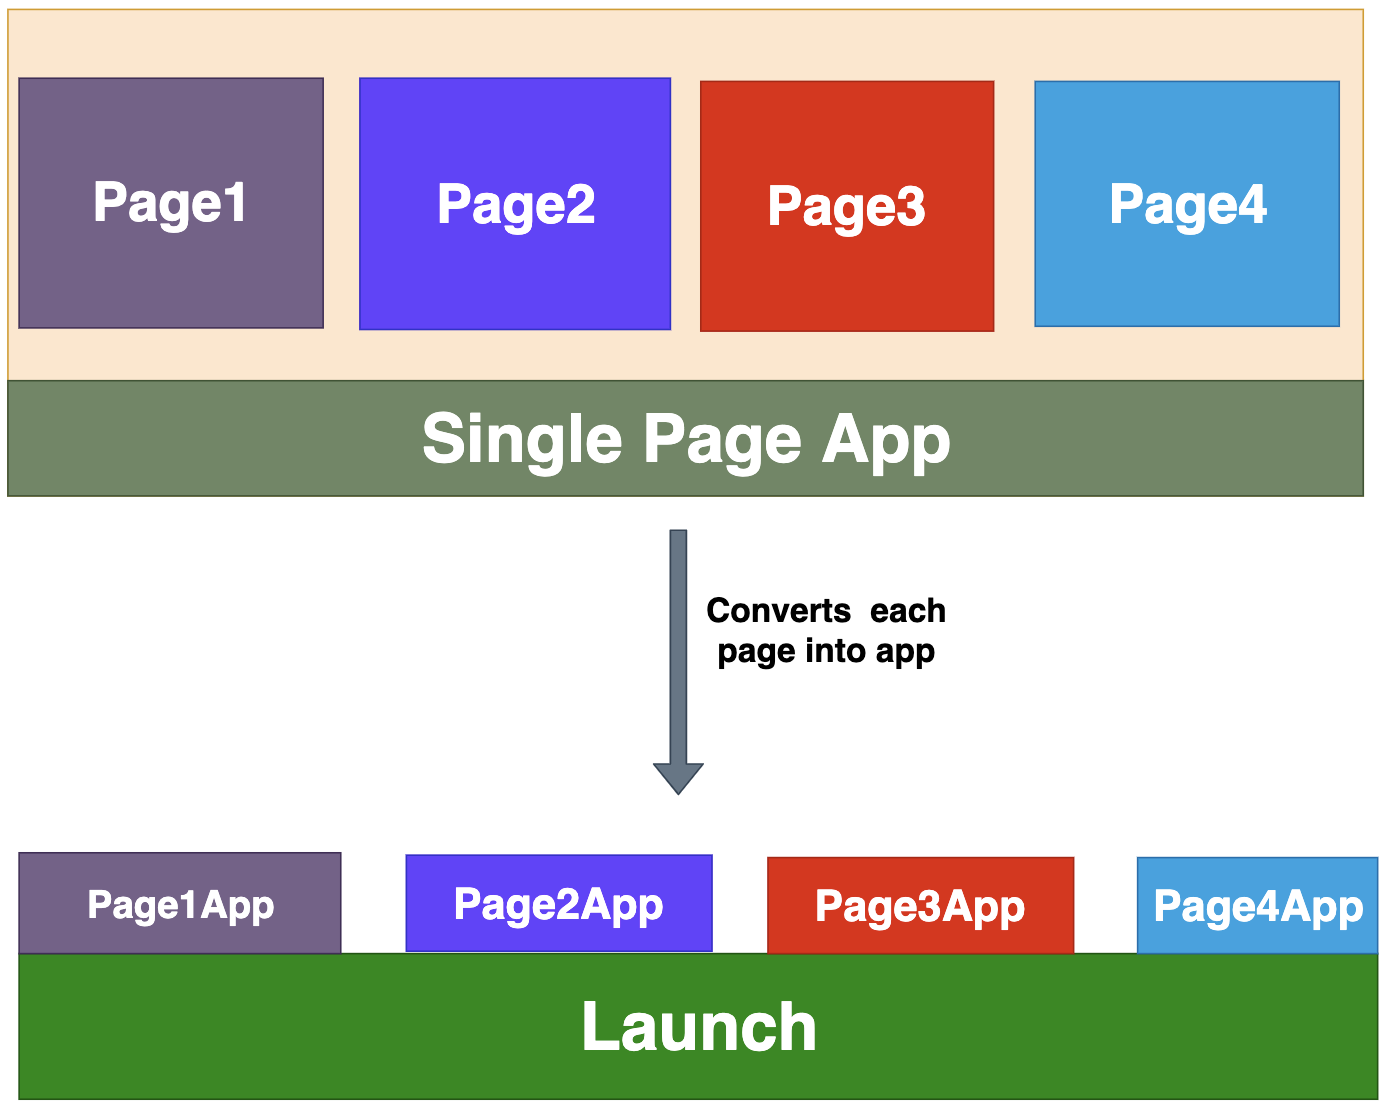 Page1
Page2
Page3
Page4
Single Page App
Converts  each
page into app
Page1App
Page2App
Page3App
Page4App
Launch